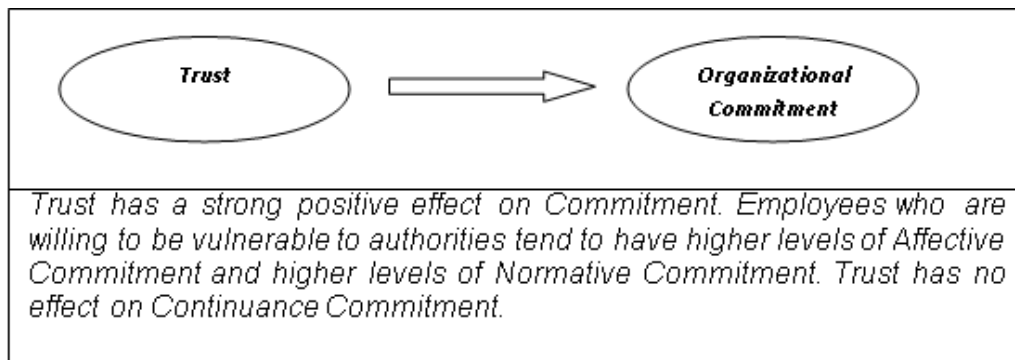 Trust
Organizational
Commitment
Trust has a strong positive effect on Commitment. Employees who are
willing to be vulnerable to authorities tend to have higher levels of Affective
Commitment and higher levels of Normative Commitment. Trust has no
effect on Continuance Commitment.